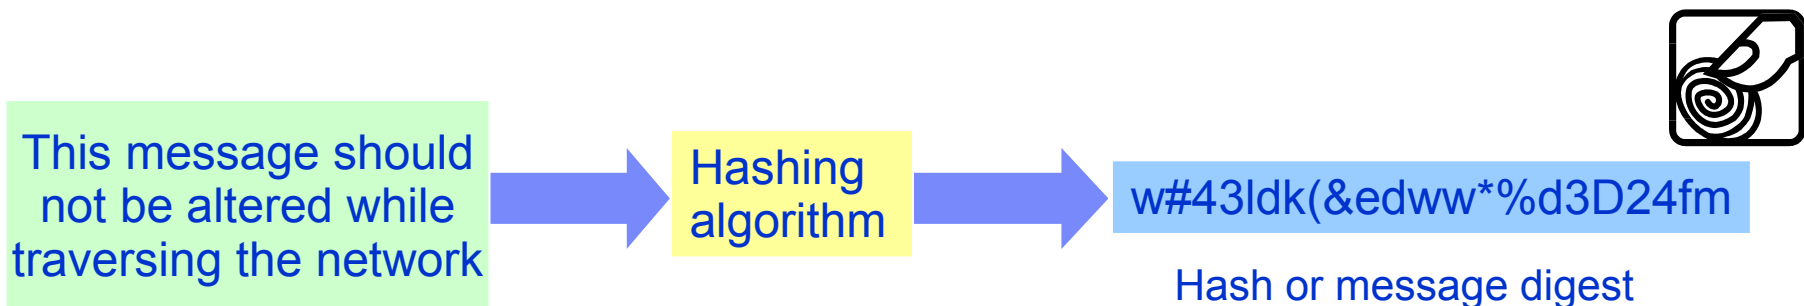 This message should
not be altered while
traversing the network
Hashing
algorithm
w#43ldk(&edww*%d3D24fm
Hash or message digest